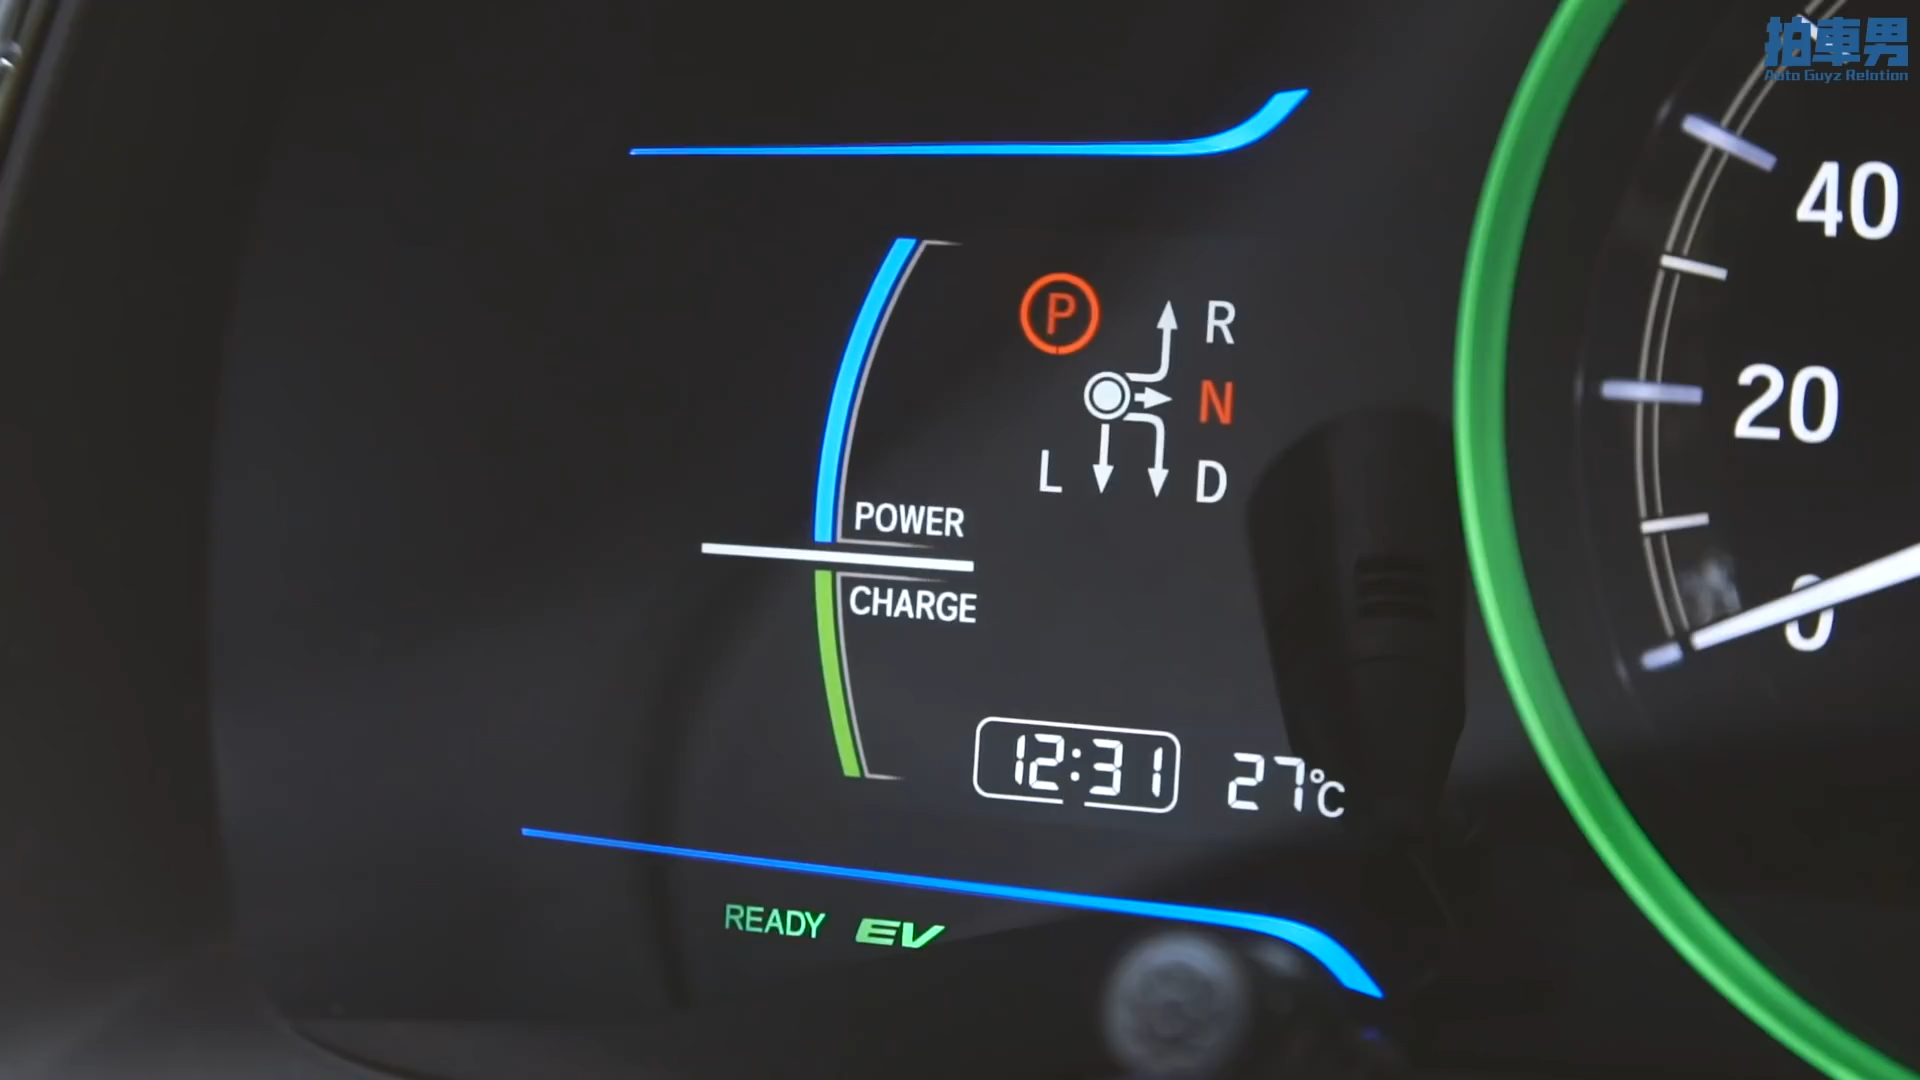 拍車男
Auto Guyz Relation
40
P
R
N
20
L
D
POWER
CHARGE
0
12:31
27℃
READY EV